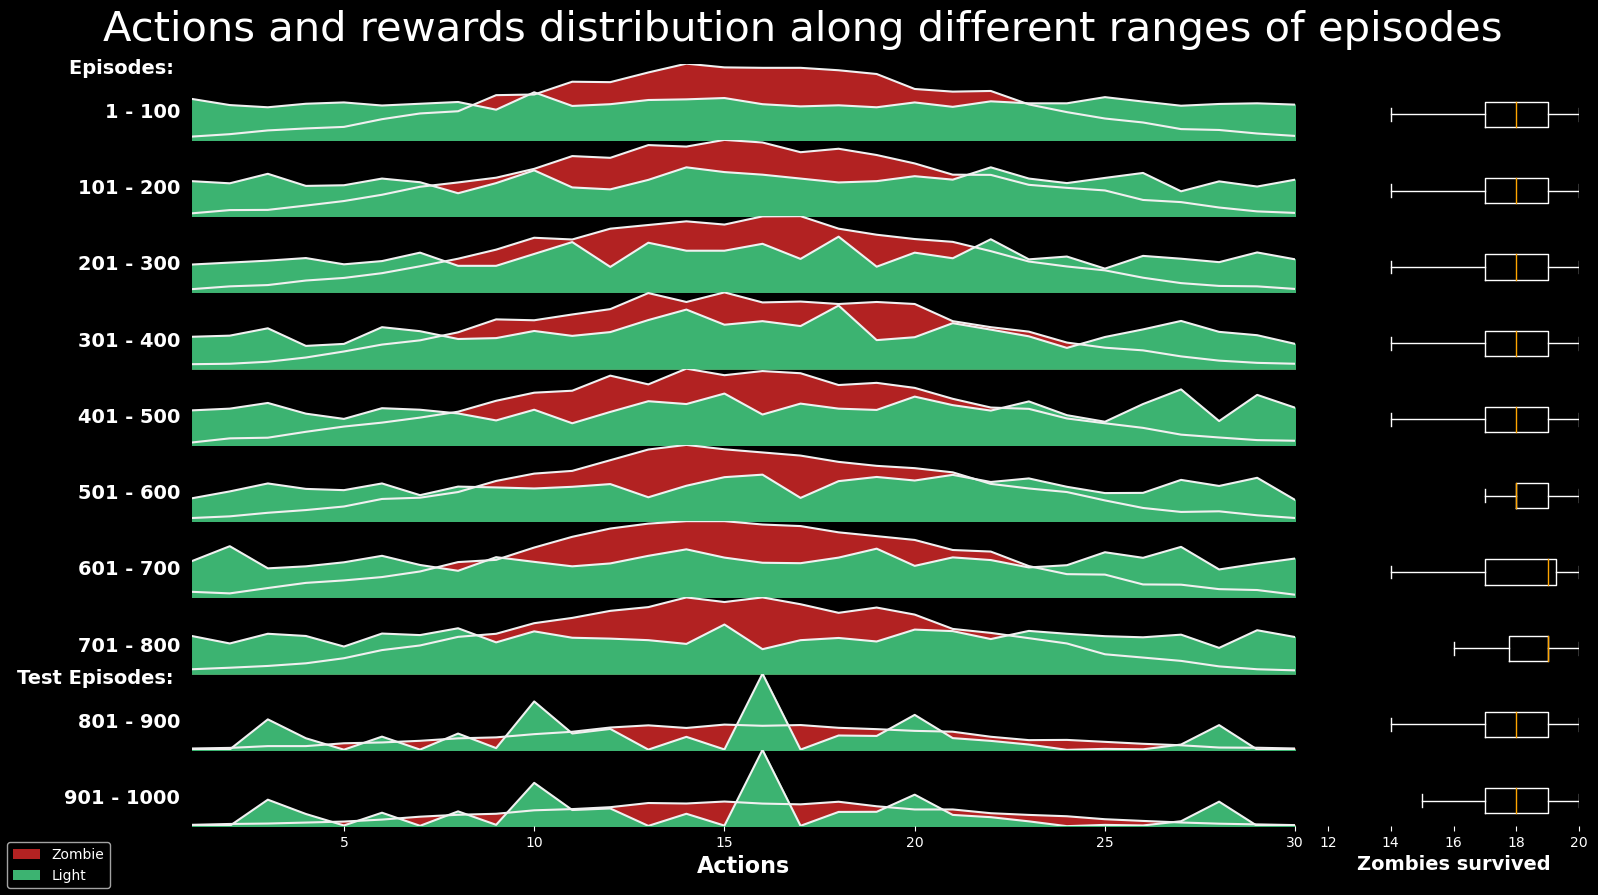 Actions and rewards distribution along different ranges of episodes
Episodes:
1 - 100
101 - 200
201 - 300
301 - 400
401 - 500
501 - 600
601 - 700
701 - 800
Test Episodes:
801 - 900
901 - 1000
5 10 15 20 25 30 12 14 16 18 20
Actions
Zombies survived
Zombie
Light